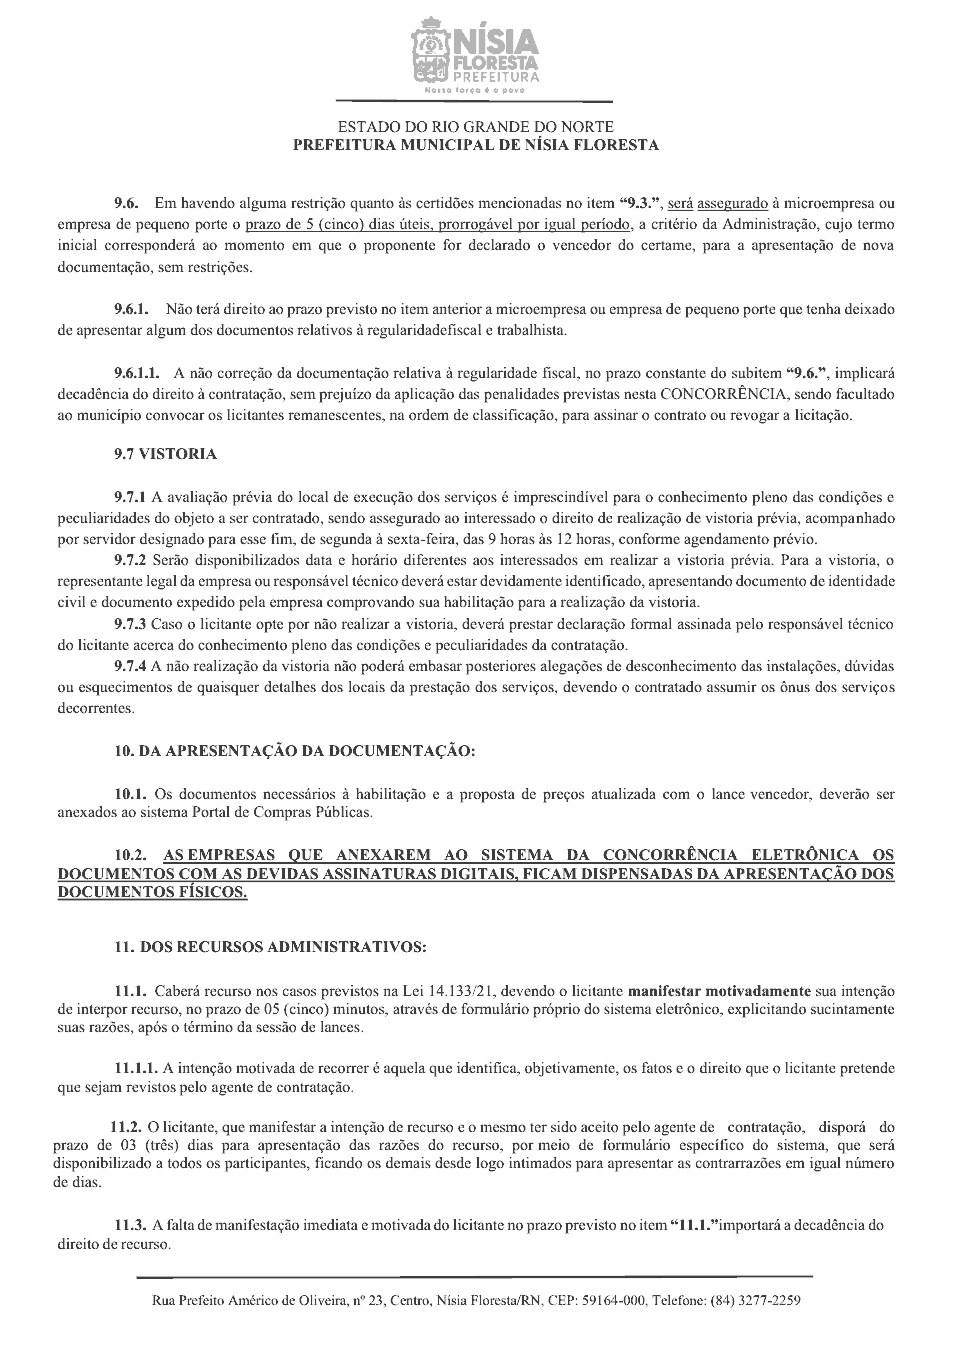 NÍSIA
FLORESTA
PREFEITURA
Nossa força é o povo
ESTADO DO RIO GRANDE DO NORTE
PREFEITURA MUNICIPAL DE NÍSIA FLORESTA
9.6. Em havendo alguma restrição quanto às certidões mencionadas no item “9.3.”, será assegurado à microempresa ou
empresa de pequeno porte o prazo de 5 (cinco) dias úteis, prorrogável por igual período, a critério da Administração, cujo termo
inicial corresponderá ao momento em que o proponente for declarado o vencedor do certame, para a apresentação de nova
documentação, sem restrições.
9.6.1. Não terá direito ao prazo previsto no item anterior a microempresa ou empresa de pequeno porte que tenha deixado
de apresentar algum dos documentos relativos à regularidadefiscal e trabalhista.
9.6.1.1. A não correção da documentação relativa à regularidade fiscal, no prazo constante do subitem “9.6.”, implicará
decadência do direito à contratação, sem prejuízo da aplicação das penalidades previstas nesta CONCORRÊNCIA, sendo facultado
ao município convocar os licitantes remanescentes, na ordem de classificação, para assinar o contrato ou revogar a licitação.
9.7 VISTORIA
9.7.1 A avaliação prévia do local de execução dos serviços é imprescindível para o conhecimento pleno das condições e
peculiaridades do objeto a ser contratado, sendo assegurado ao interessado o direito de realização de vistoria prévia, acompanhado
por servidor designado para esse fim, de segunda à sexta-feira, das 9 horas às 12 horas, conforme agendamento prévio.
9.7.2 Serão disponibilizados data e horário diferentes aos interessados em realizar a vistoria prévia. Para a vistoria, o
representante legal da empresa ou responsável técnico deverá estar devidamente identificado, apresentando documento de identidade
civil e documento expedido pela empresa comprovando sua habilitação para a realização da vistoria.
9.7.3 Caso o licitante opte por não realizar a vistoria, deverá prestar declaração formal assinada pelo responsável técnico
do licitante acerca do conhecimento pleno das condições e peculiaridades da contratação.
9.7.4 A não realização da vistoria não poderá embasar posteriores alegações de desconhecimento das instalações, dúvidas
ou esquecimentos de quaisquer detalhes dos locais da prestação dos serviços, devendo o contratado assumir os ônus dos serviços
decorrentes.
10. DA APRESENTAÇÃO DA DOCUMENTAÇÃO:
10.1. Os documentos necessários à habilitação e a proposta de preços atualizada com o lance vencedor, deverão ser
anexados ao sistema Portal de Compras Públicas.
10.2. AS EMPRESAS QUE ANEXAREM AO SISTEMA DA CONCORRÊNCIA ELETRÔNICA OS
DOCUMENTOS COM AS DEVIDAS ASSINATURAS DIGITAIS, FICAM DISPENSADAS DA APRESENTAÇÃO DOS
DOCUMENTOS FÍSICOS.
11. DOS RECURSOS ADMINISTRATIVOS:
11.1. Caberá recurso nos casos previstos na Lei 14.133/21, devendo o licitante manifestar motivadamente sua intenção
de interpor recurso, no prazo de 05 (cinco) minutos, através de formulário próprio do sistema eletrônico, explicitando sucintamente
suas razões, após o término da sessão de lances.
11.1.1. A intenção motivada de recorrer é aquela que identifica, objetivamente, os fatos e o direito que o licitante pretende
que sejam revistos pelo agente de contratação.
11.2. O licitante, que manifestar a intenção de recurso e o mesmo ter sido aceito pelo agente de contratação, disporá do
prazo de 03 (três) dias para apresentação das razões do recurso, por meio de formulário específico do sistema, que será
disponibilizado a todos os participantes, ficando os demais desde logo intimados para apresentar as contrarrazões em igual número
de dias.
11.3. A falta de manifestação imediata e motivada do licitante no prazo previsto no item “11.1.”importará a decadência do
direito de recurso.
Rua Prefeito Américo de Oliveira, nº 23, Centro, Nísia Floresta/RN, CEP: 59164-000, Telefone: (84) 3277-2259